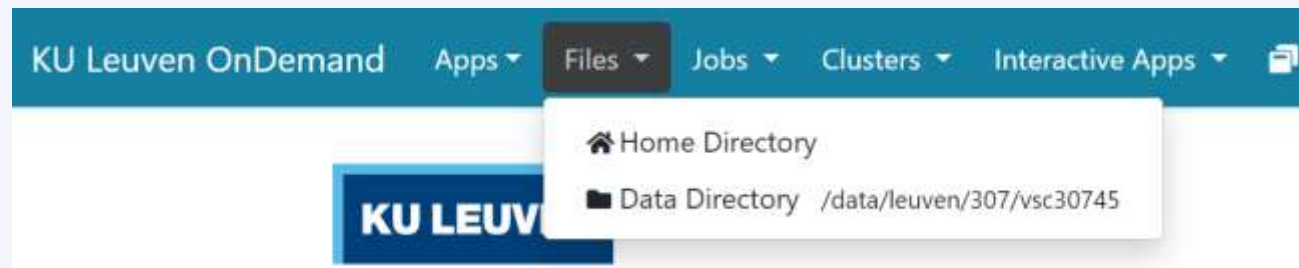 KU Leuven OnDemand Apps Files Jobs Clusters Interactive Apps
Home Directory
Data Directory /data/leuven/307/vsc30745
KU LEUV